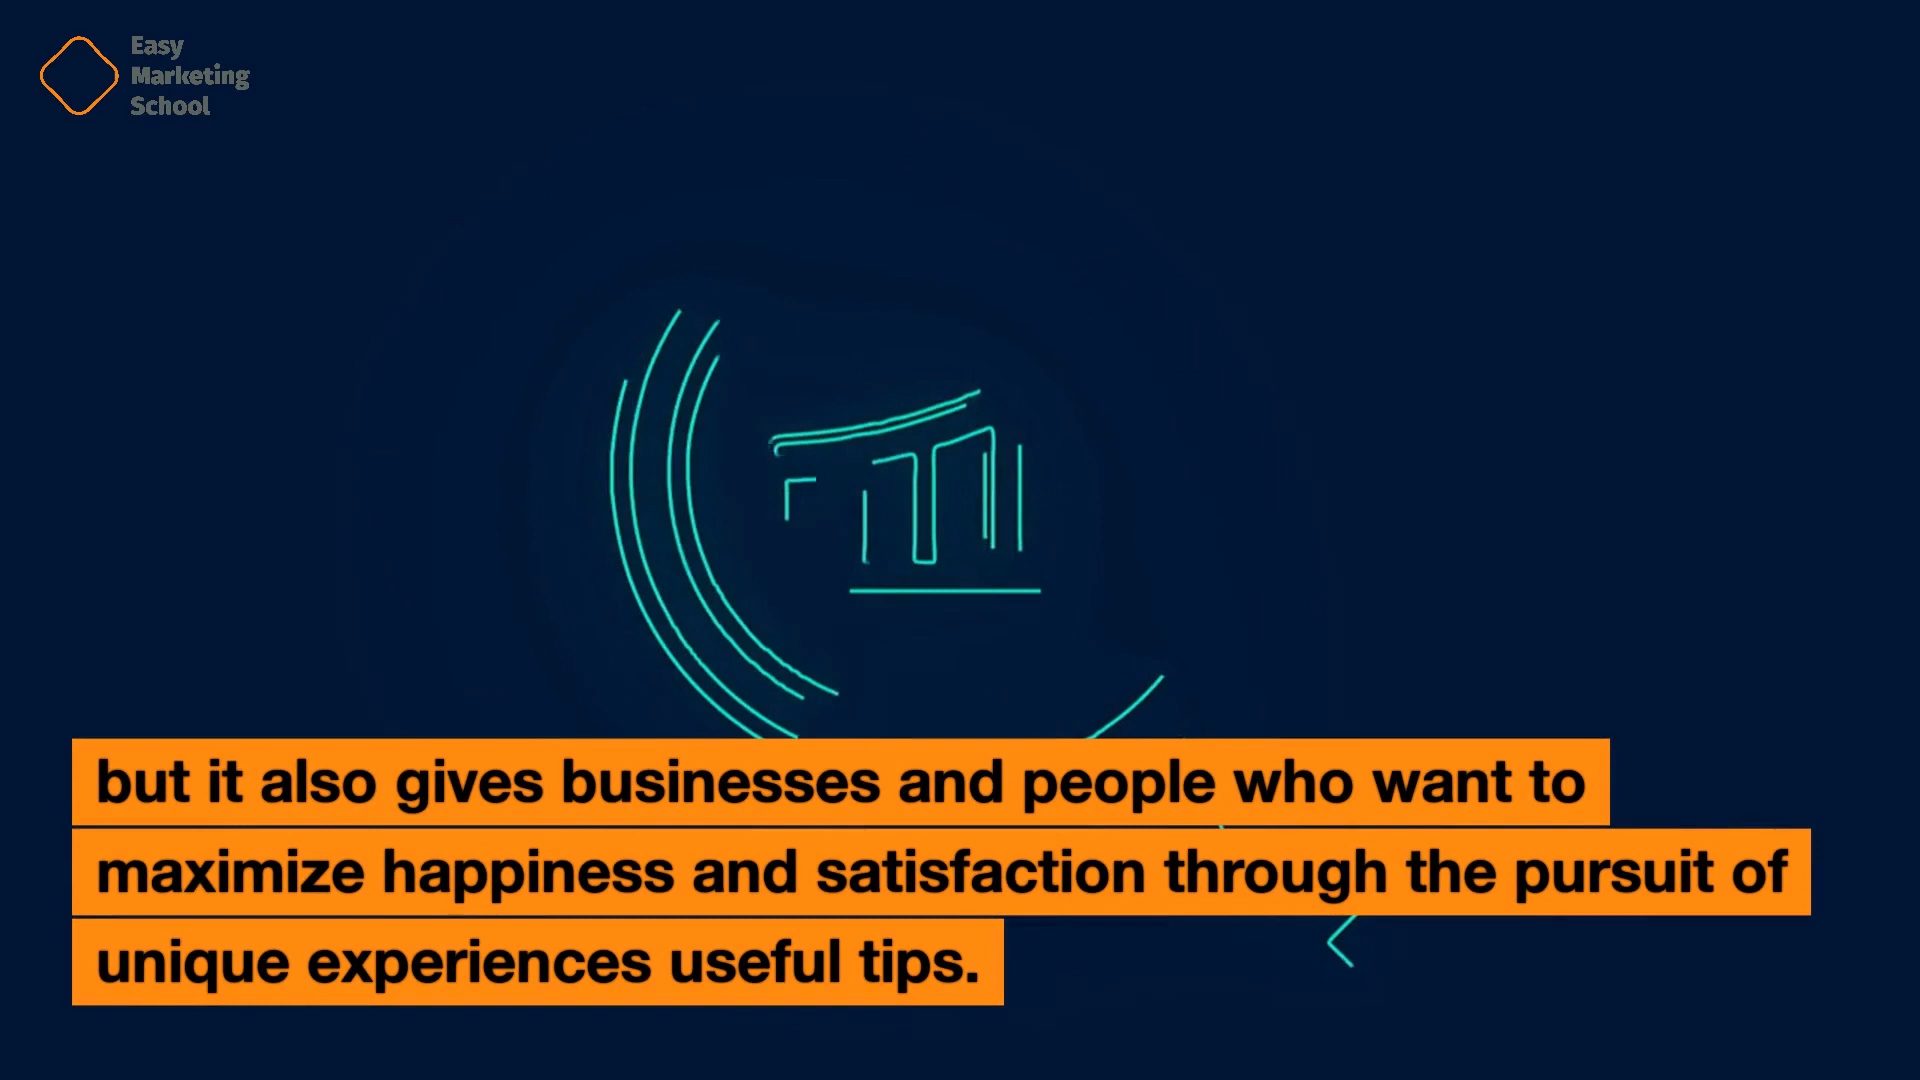 Easy
Marketing
School
but it also gives businesses and people who want to
maximize happiness and satisfaction through the pursuit of
unique experiences useful tips.